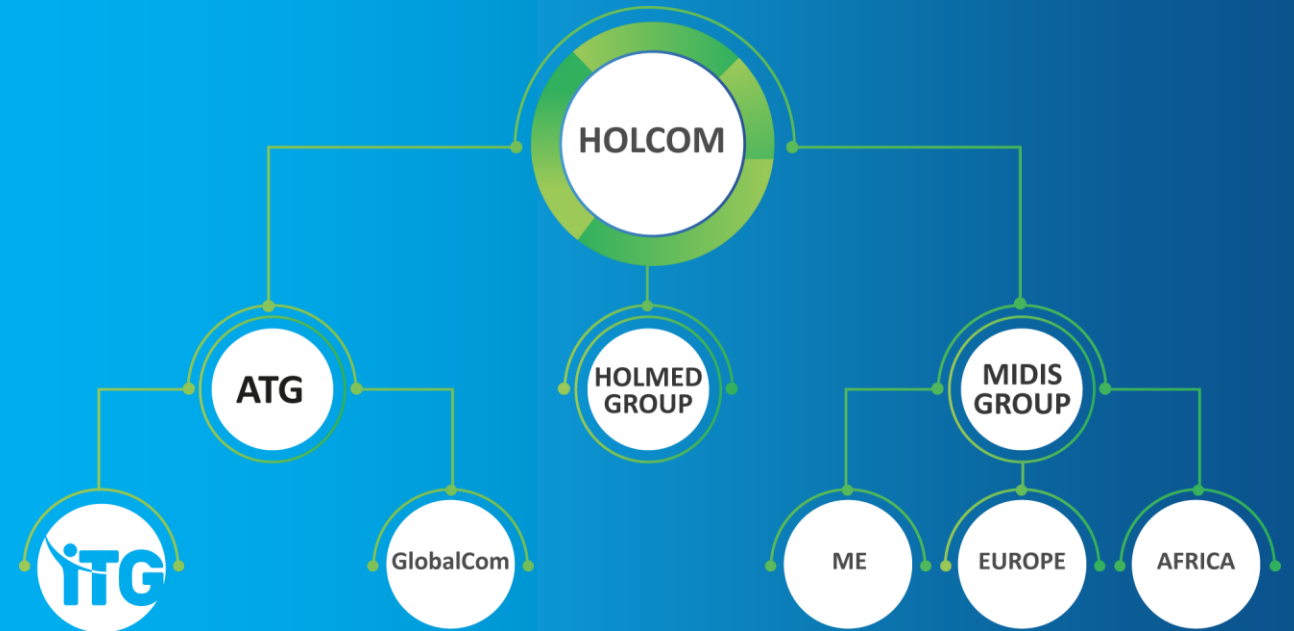 HOLCOM
ATG
HOLMED
GROUP
MIDIS
GROUP
iTG
GlobalCom
ME
EUROPE
AFRICA